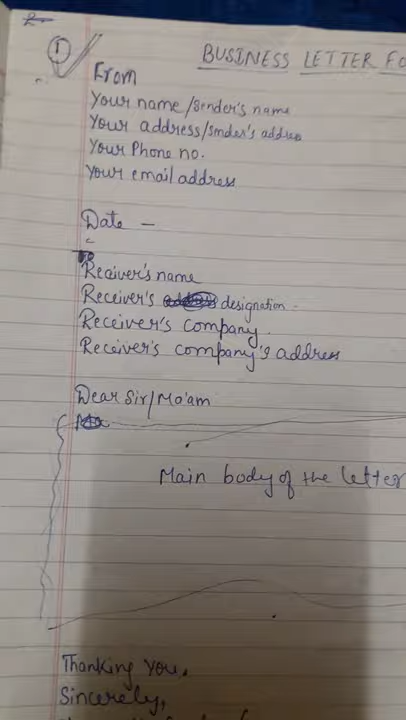 ①
BUSINESS LETTER FO
From
Your name/Sender's name
Your address/Sender's address
Your Phone no.
Your email address
Date -
To
Receiver's name
Receiver's designation.
Receiver's company.
Receiver's company's address
Dear Sir/Ma'am
Main body of the letter
Thanking You,
Sincerely,